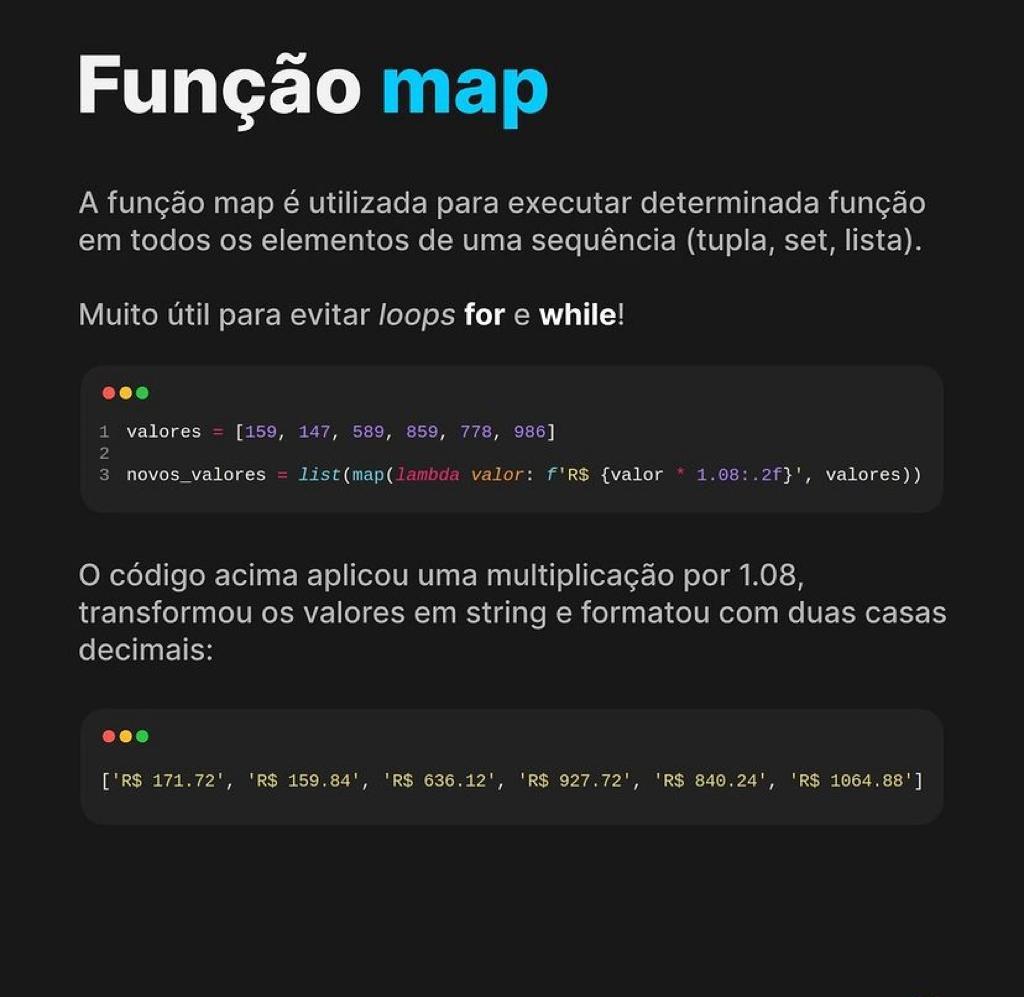 Função map
A função map é utilizada para executar determinada função
em todos os elementos de uma sequência (tupla, set, lista).
Muito útil para evitar loops for e while!
1 valores = [159, 147, 589, 859, 778, 986]
2
3 novos_valores = list(map(lambda valor: f'R$ {valor * 1.08:.2f}', valores))
O código acima aplicou uma multiplicação por 1.08,
transformou os valores em string e formatou com duas casas
decimais:
['R$ 171.72', 'R$ 159.84', 'R$ 636.12', 'R$ 927.72', 'R$ 840.24', 'R$ 1064.88']